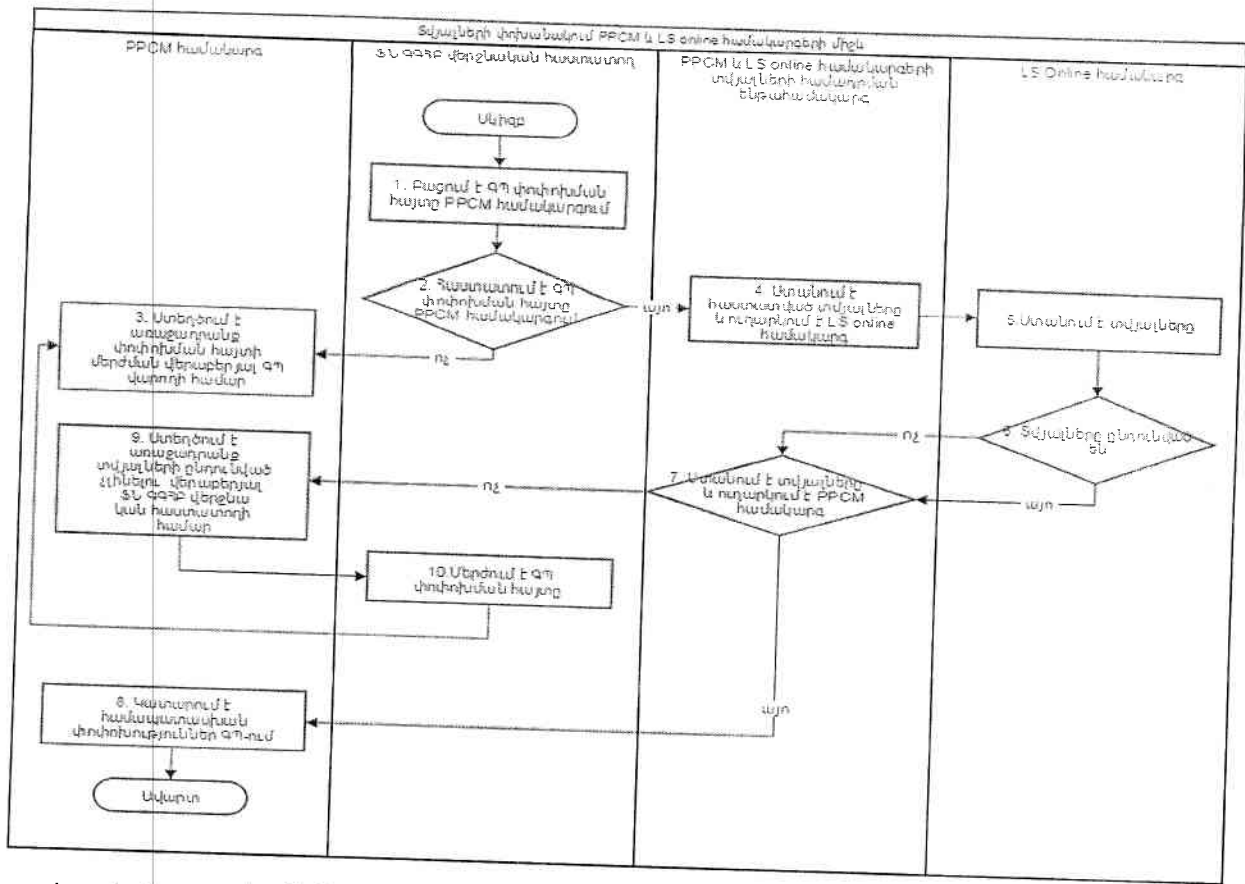 Տվյալների փոխանակում PPCM և LS online համակարգերի միջև
PPCM համակարգ
ՖՆ ԳԳՀԲ վերջնական հաստատող
PPCM և LS online համակարգերի
տվյալների համադրման
ենթահամակարգ
LS Online համակարգ
Սկիզբ
1. Բացում է ԳՊ փոփոխման
հայտը PPCM համակարգում
2. Հաստատում է ԳՊ
փոփոխման հայտը
PPCM համակարգում
այո
ոչ
3. Ստեղծում է
առաջադրանք
փոփոխման հայտի
մերժման վերաբերյալ ԳՊ
վարողի համար
4. Ստանում է
հաստատված տվյալները
և ուղարկում է LS online
համակարգ
5.Ստանում է տվյալները
6. Տվյալները ընդունված
են
ոչ
այո
7. Ստանում է տվյալները
և ուղարկում է PPCM
համակարգ
ոչ
այո
9. Ստեղծում է
առաջադրանք
տվյալների ընդունված
չլինելու վերաբերյալ
ՖՆ ԳԳՀԲ վերջնա
կան հաստատողի
համար
10.Մերժում է ԳՊ
փոփոխման հայտը
8. Կատարում է
համապատասխան
փոփոխություններ ԳՊ-ում
Ավարտ